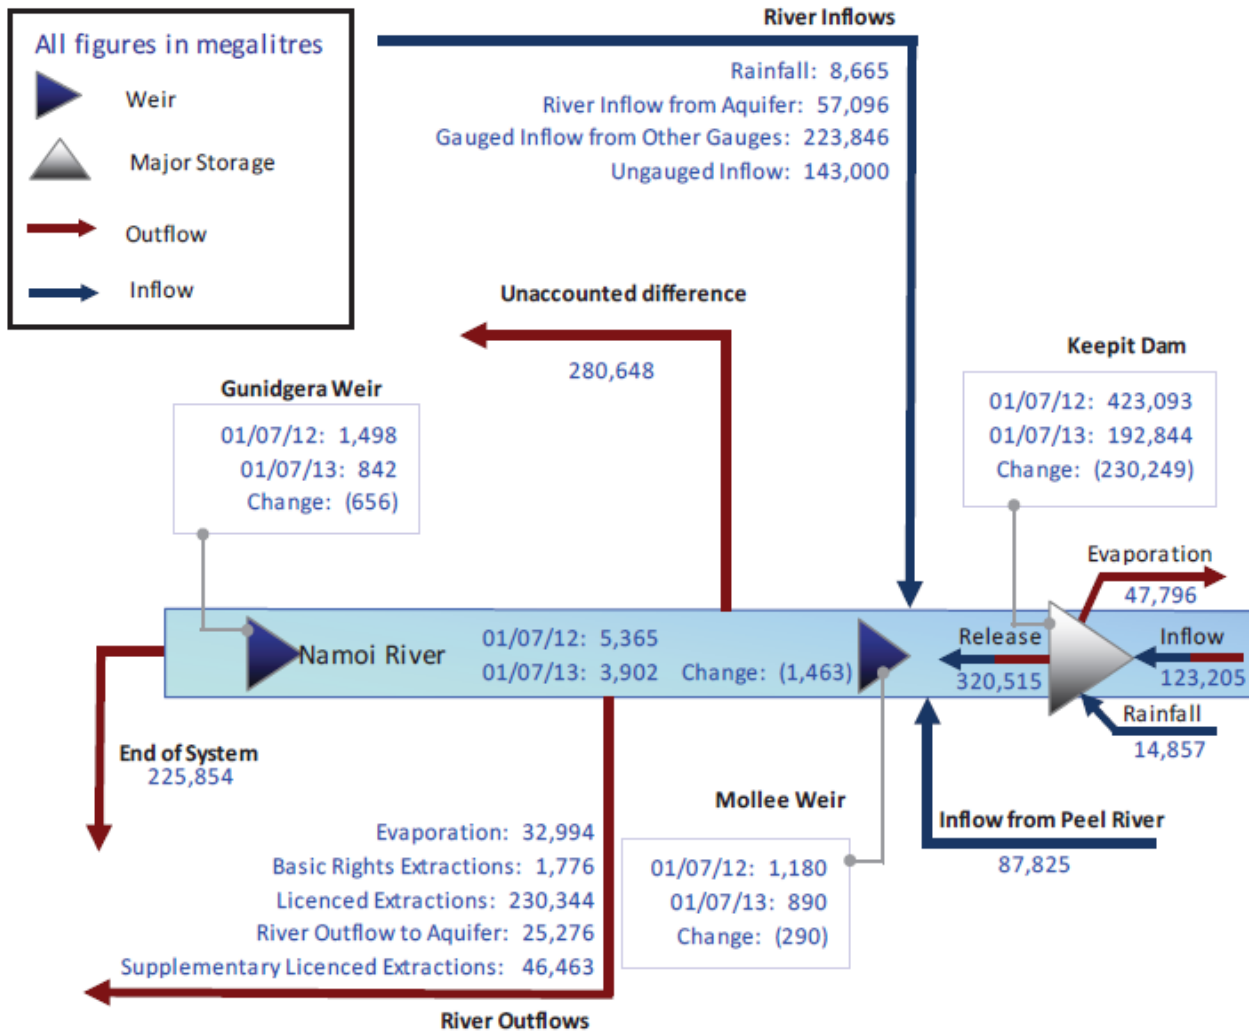 All figures in megalitres
Weir
Major Storage
Outflow
Inflow
River Inflows
Rainfall: 8,665
River Inflow from Aquifer: 57,096
Gauged Inflow from Other Gauges: 223,846
Ungauged Inflow: 143,000
Unaccounted difference
280,648
Keepit Dam
01/07/12: 423,093
01/07/13: 192,844
Change: (230,249)
Gunidgera Weir
01/07/12: 1,498
01/07/13: 842
Change: (656)
Evaporation
47,796
Namoi River
01/07/12: 5,365
01/07/13: 3,902 Change: (1,463)
Release
320,515
Inflow
123,205
Rainfall
14,857
End of System
225,854
Mollee Weir
01/07/12: 1,180
01/07/13: 890
Change: (290)
Inflow from Peel River
87,825
Evaporation: 32,994
Basic Rights Extractions: 1,776
Licenced Extractions: 230,344
River Outflow to Aquifer: 25,276
Supplementary Licenced Extractions: 46,463
River Outflows